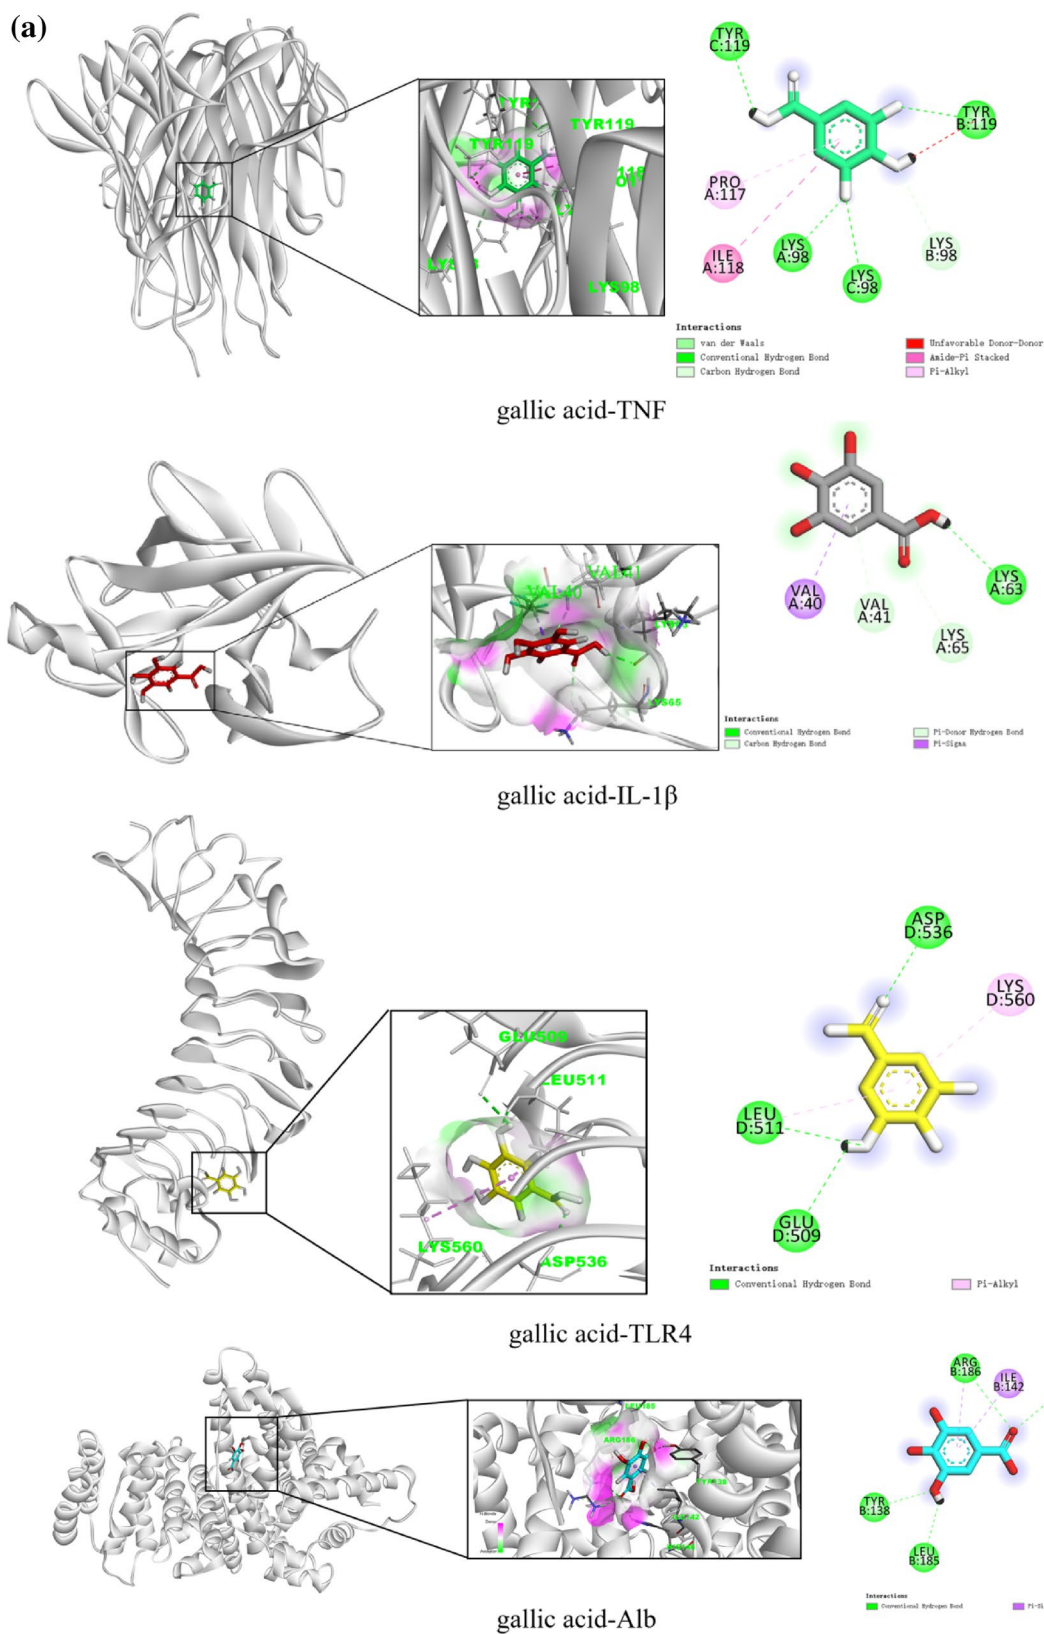 (a)
TYR
C:119
TYR
B:119
PRO
A:117
ILE
A:118
LYS
A:98
LYS
C:98
LYS
B:98
TYR119
TYR119
LYS98
Interactions
van der Waals
Conventional Hydrogen Bond
Carbon Hydrogen Bond
Unfavorable Donor-Donor
Amide-Pi Stacked
Pi-Alkyl
gallic acid-TNF
VAL41
VAL40
LYS
A:63
VAL
A:40
VAL
A:41
LYS
A:65
Interactions
Conventional Hydrogen Bond
Carbon Hydrogen Bond
Pi-Donor Hydrogen Bond
Pi-Sigma
gallic acid-IL-1β
GLU509
LEU511
LYS560
ASP536
ASP
D:536
LYS
D:560
LEU
D:511
GLU
D:509
Interactions
Conventional Hydrogen Bond
Pi-Alkyl
gallic acid-TLR4
LEU185
ARG186
ARG
B:186
ILE
B:142
TYR
B:138
LEU
B:185
Interactions
Conventional Hydrogen Bond
Pi-Si
gallic acid-Alb